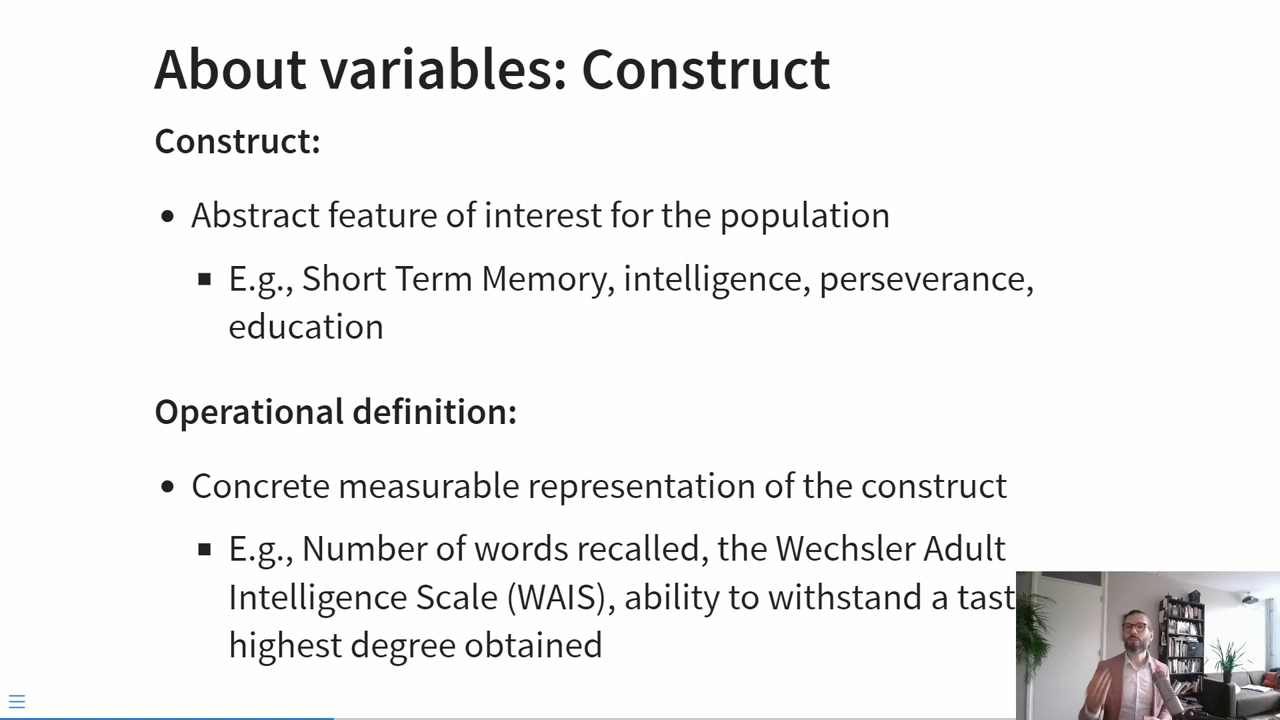 About variables: Construct
Construct:
• Abstract feature of interest for the population
▪ E.g., Short Term Memory, intelligence, perseverance,
education
Operational definition:
• Concrete measurable representation of the construct
▪ E.g., Number of words recalled, the Wechsler Adult
Intelligence Scale (WAIS), ability to withstand a
highest degree obtained